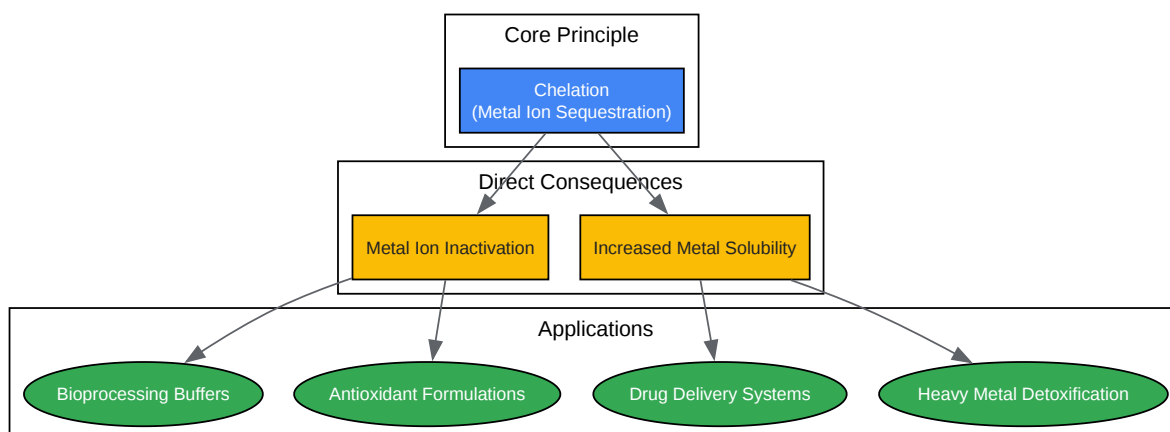 Core Principle
Chelation
(Metal Ion Sequestration)
Direct Consequences
Metal Ion Inactivation
Increased Metal Solubility
Applications
Bioprocessing Buffers
Antioxidant Formulations
Drug Delivery Systems
Heavy Metal Detoxification